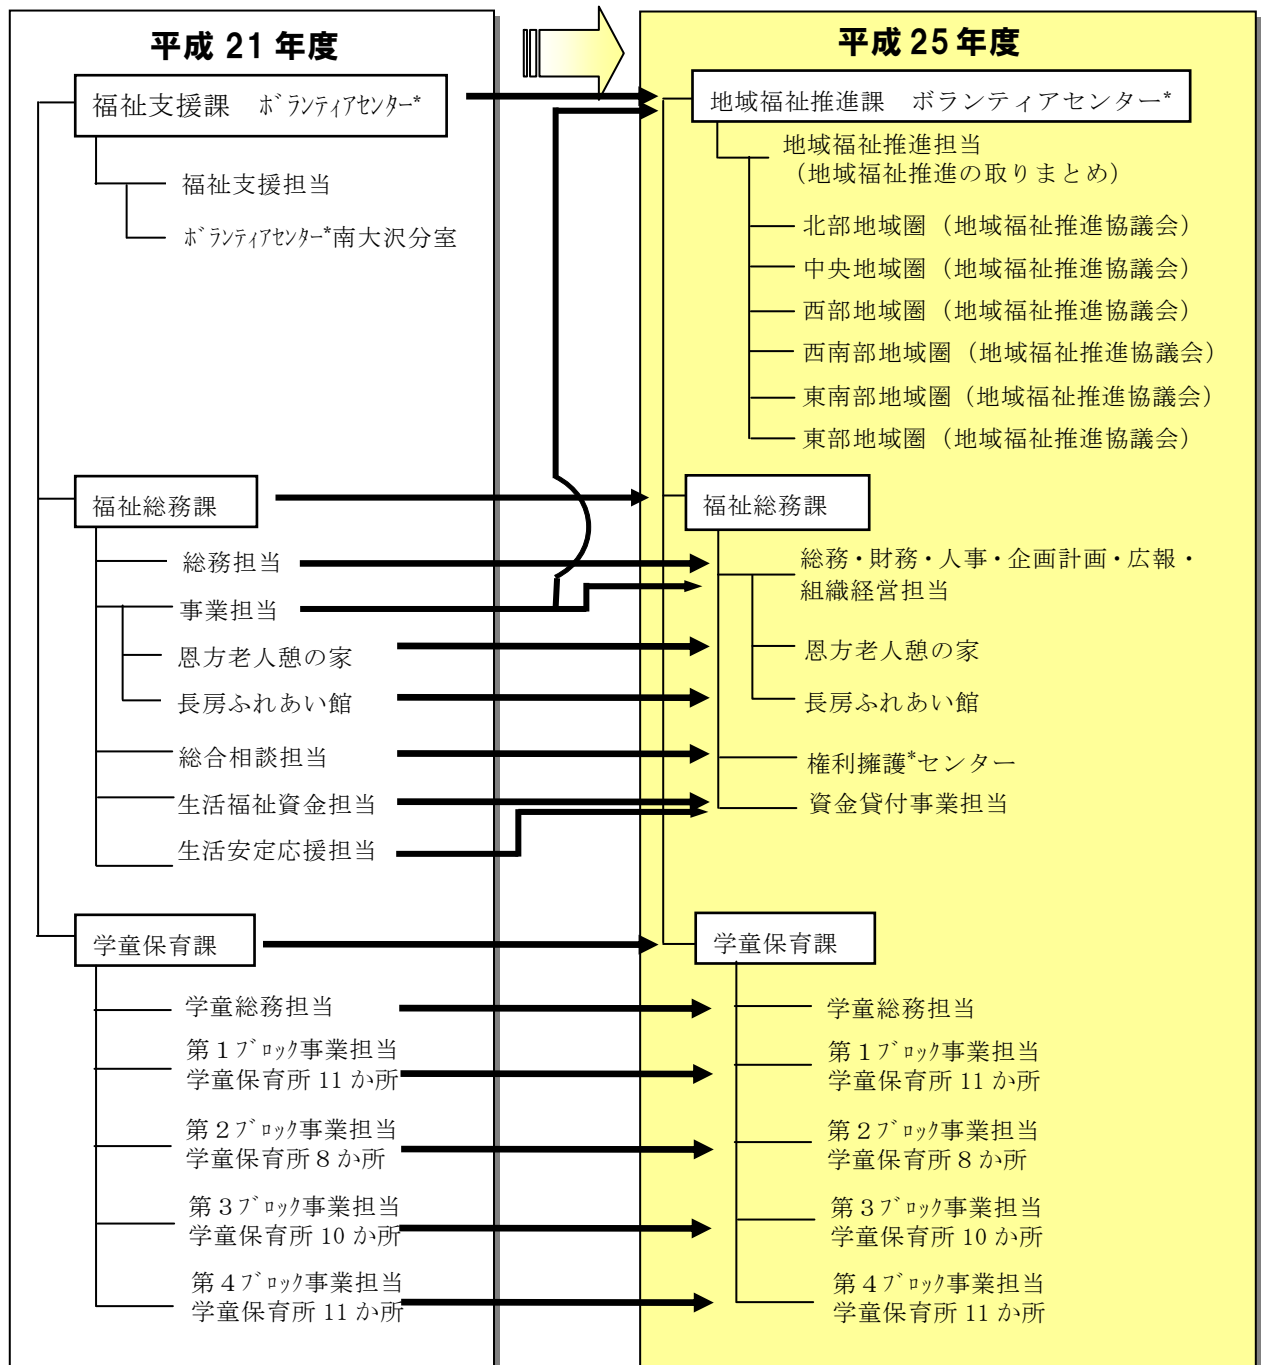 平成 21 年度
福祉支援課　ﾎﾞﾗﾝﾃｨｱｾﾝﾀｰ*
福祉支援担当
ﾎﾞﾗﾝﾃｨｱｾﾝﾀｰ*南大沢分室
福祉総務課
総務担当
事業担当
恩方老人憩の家
長房ふれあい館
総合相談担当
生活福祉資金担当
生活安定応援担当
学童保育課
学童総務担当
第１ﾌﾞﾛｯｸ事業担当
学童保育所 11 か所
第２ﾌﾞﾛｯｸ事業担当
学童保育所８か所
第３ﾌﾞﾛｯｸ事業担当
学童保育所 10 か所
第４ﾌﾞﾛｯｸ事業担当
学童保育所 11 か所
平成 25 年度
地域福祉推進課　ボランティアセンター*
地域福祉推進担当
（地域福祉推進の取りまとめ）
北部地域圏（地域福祉推進協議会）
中央地域圏（地域福祉推進協議会）
西部地域圏（地域福祉推進協議会）
西南部地域圏（地域福祉推進協議会）
東南部地域圏（地域福祉推進協議会）
東部地域圏（地域福祉推進協議会）
福祉総務課
総務・財務・人事・企画計画・広報・
組織経営担当
恩方老人憩の家
長房ふれあい館
権利擁護*センター
資金貸付事業担当
学童保育課
学童総務担当
第１ﾌﾞﾛｯｸ事業担当
学童保育所 11 か所
第２ﾌﾞﾛｯｸ事業担当
学童保育所８か所
第３ﾌﾞﾛｯｸ事業担当
学童保育所 10 か所
第４ﾌﾞﾛｯｸ事業担当
学童保育所 11 か所